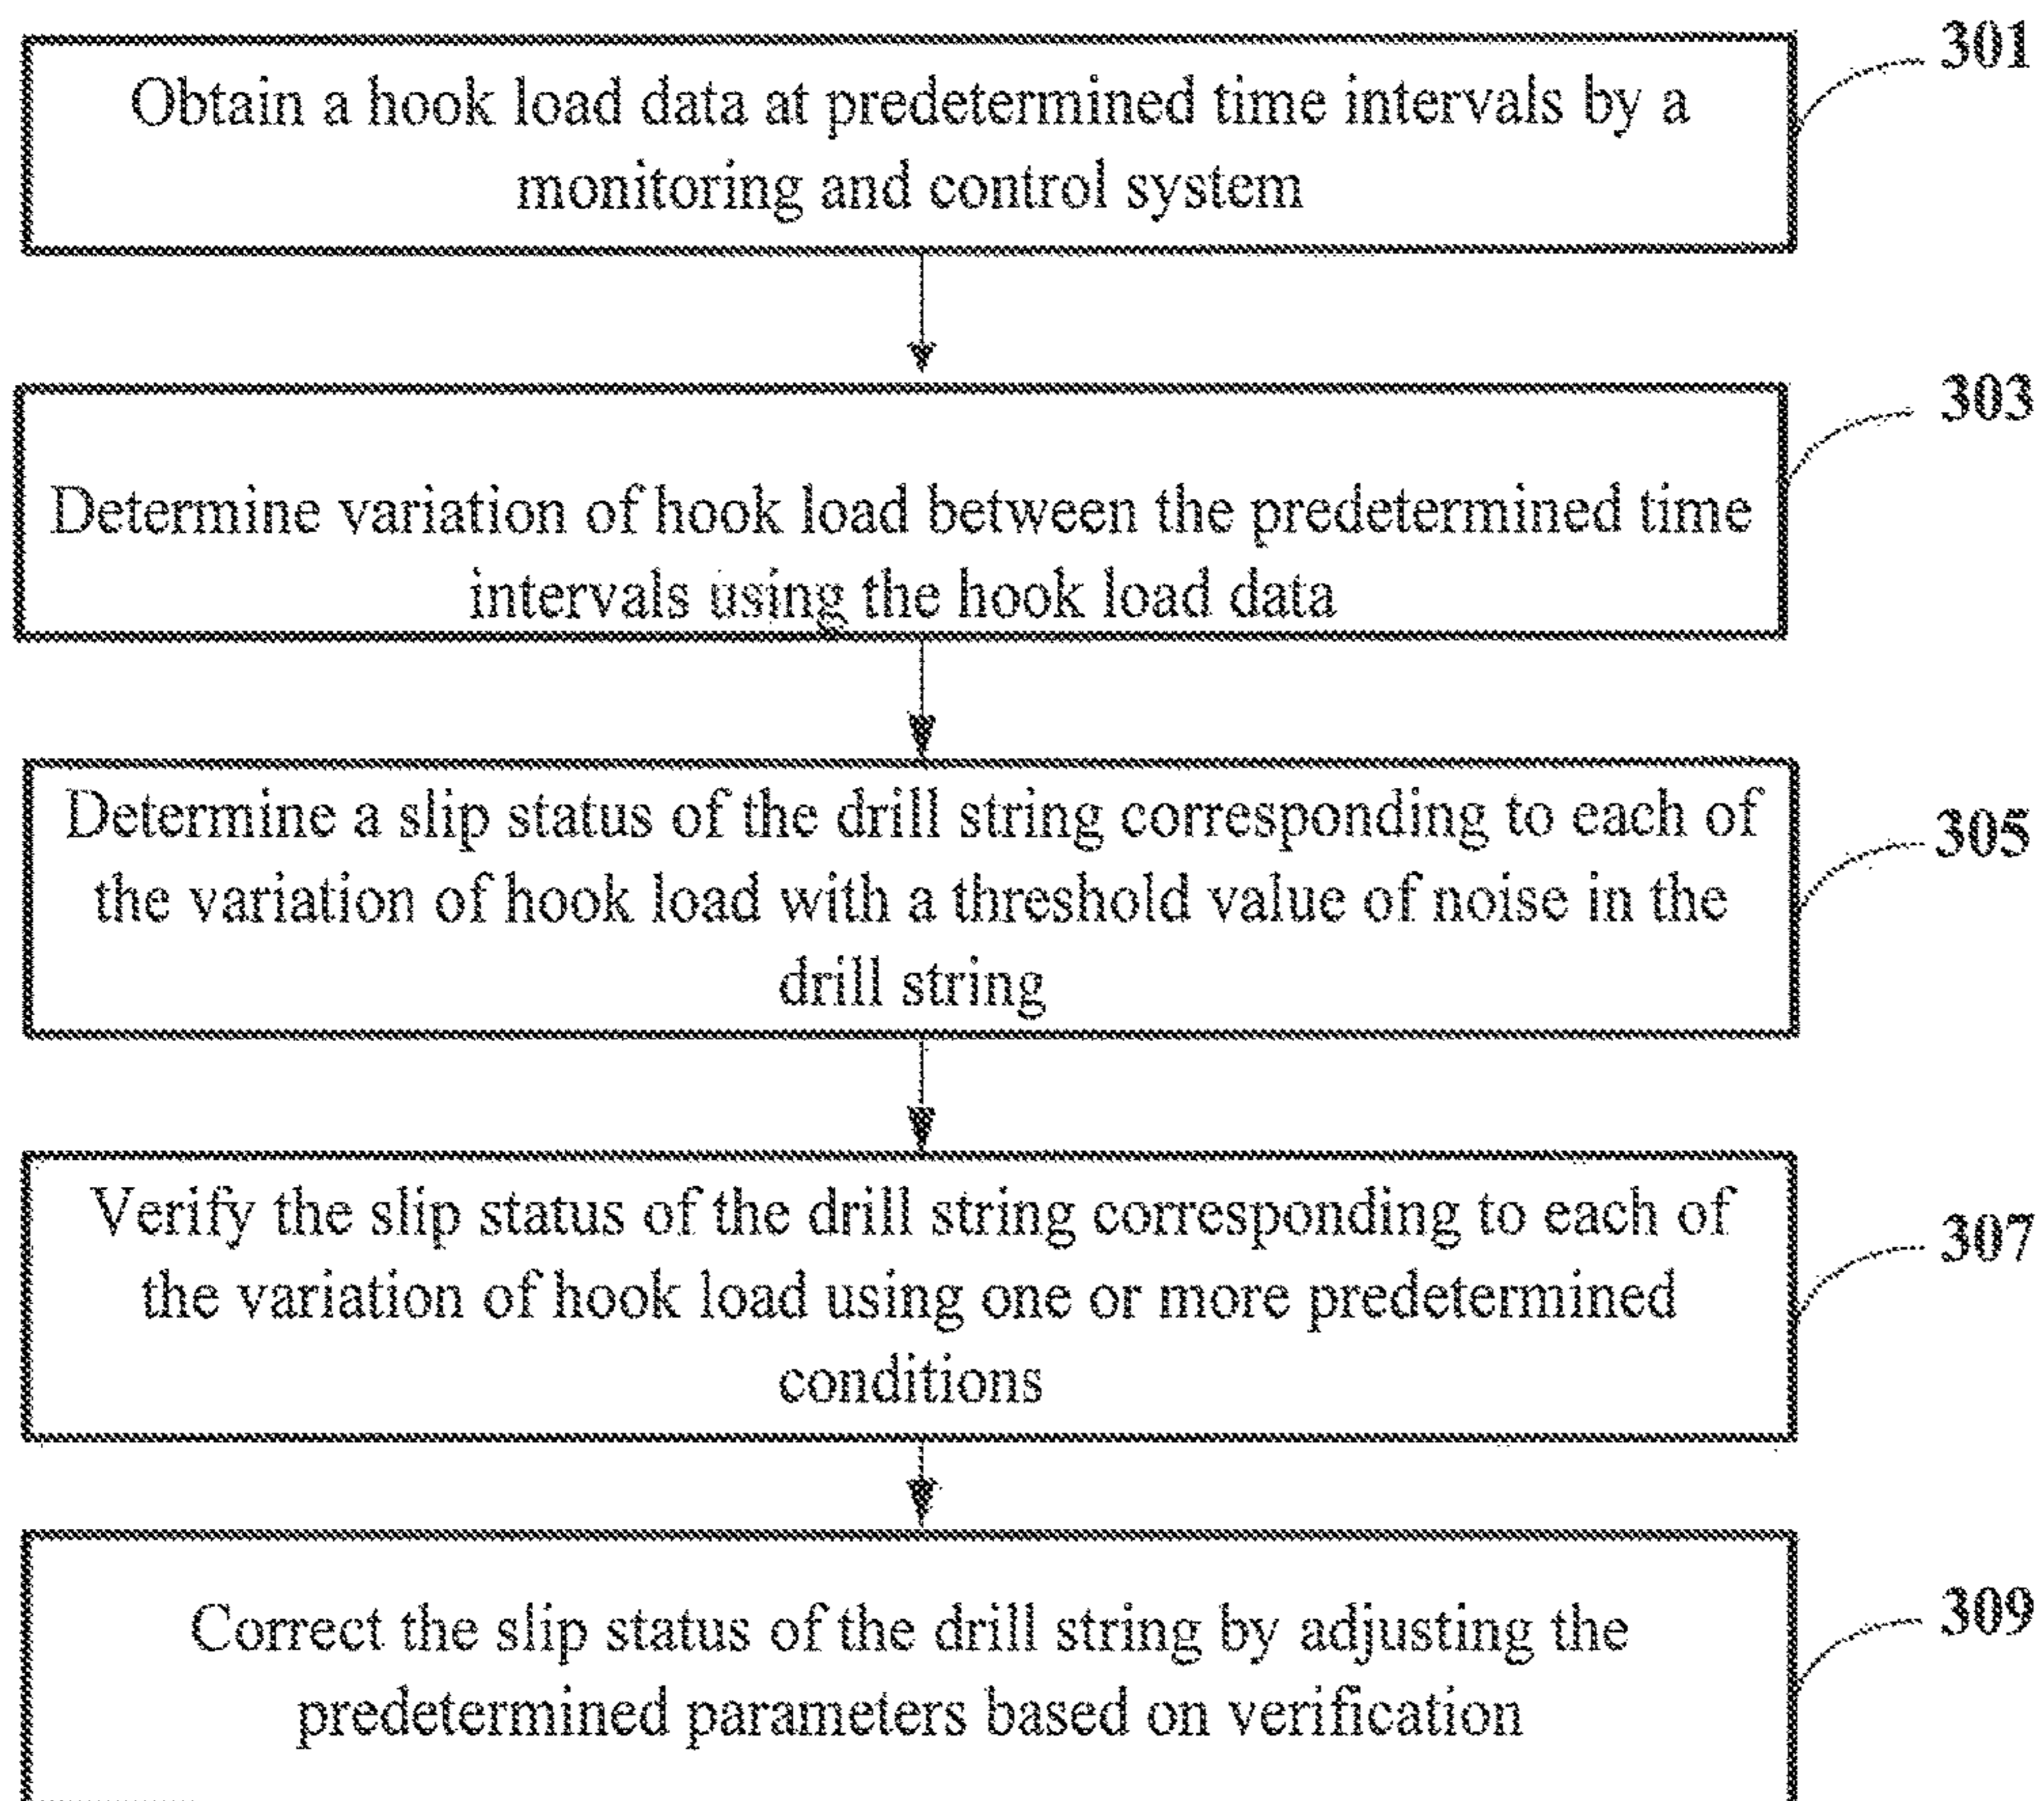 301
Obtain a hook load data at predetermined time intervals by a
monitoring and control system
303
Determine variation of hook load between the predetermined time
intervals using the hook load data
305
Determine a slip status of the drill string corresponding to each of
the variation of hook load with a threshold value of noise in the
drill string
307
Verify the slip status of the drill string corresponding to each of
the variation of hook load using one or more predetermined
conditions
309
Correct the slip status of the drill string by adjusting the
predetermined parameters based on verification